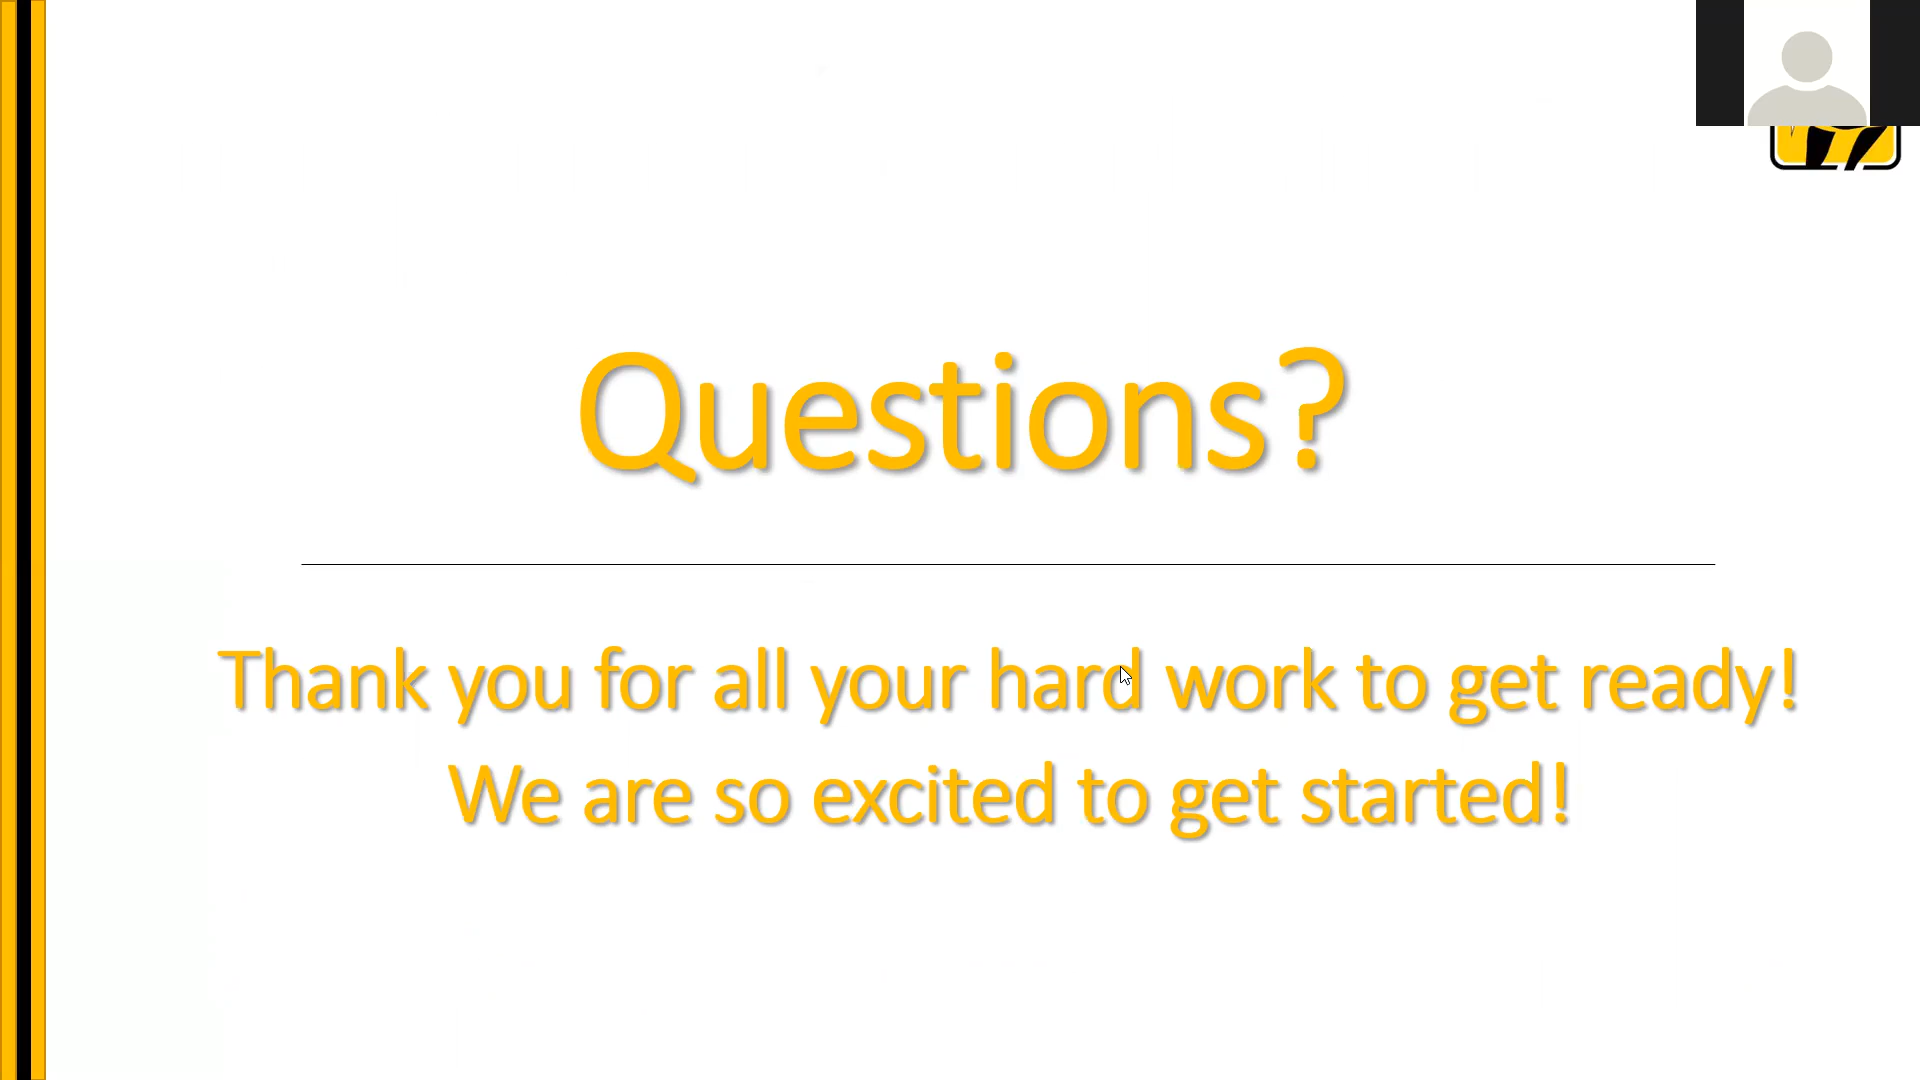 Questions?
Thank you for all your hard work to get ready!
We are so excited to get started!